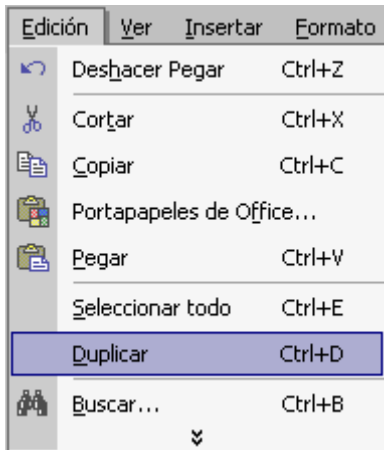 Edición Ver Insertar Formato
Deshacer Pegar Ctrl+Z
Cortar Ctrl+X
Copiar Ctrl+C
Portapapeles de Office...
Pegar Ctrl+V
Seleccionar todo Ctrl+E
Duplicar Ctrl+D
Buscar... Ctrl+B